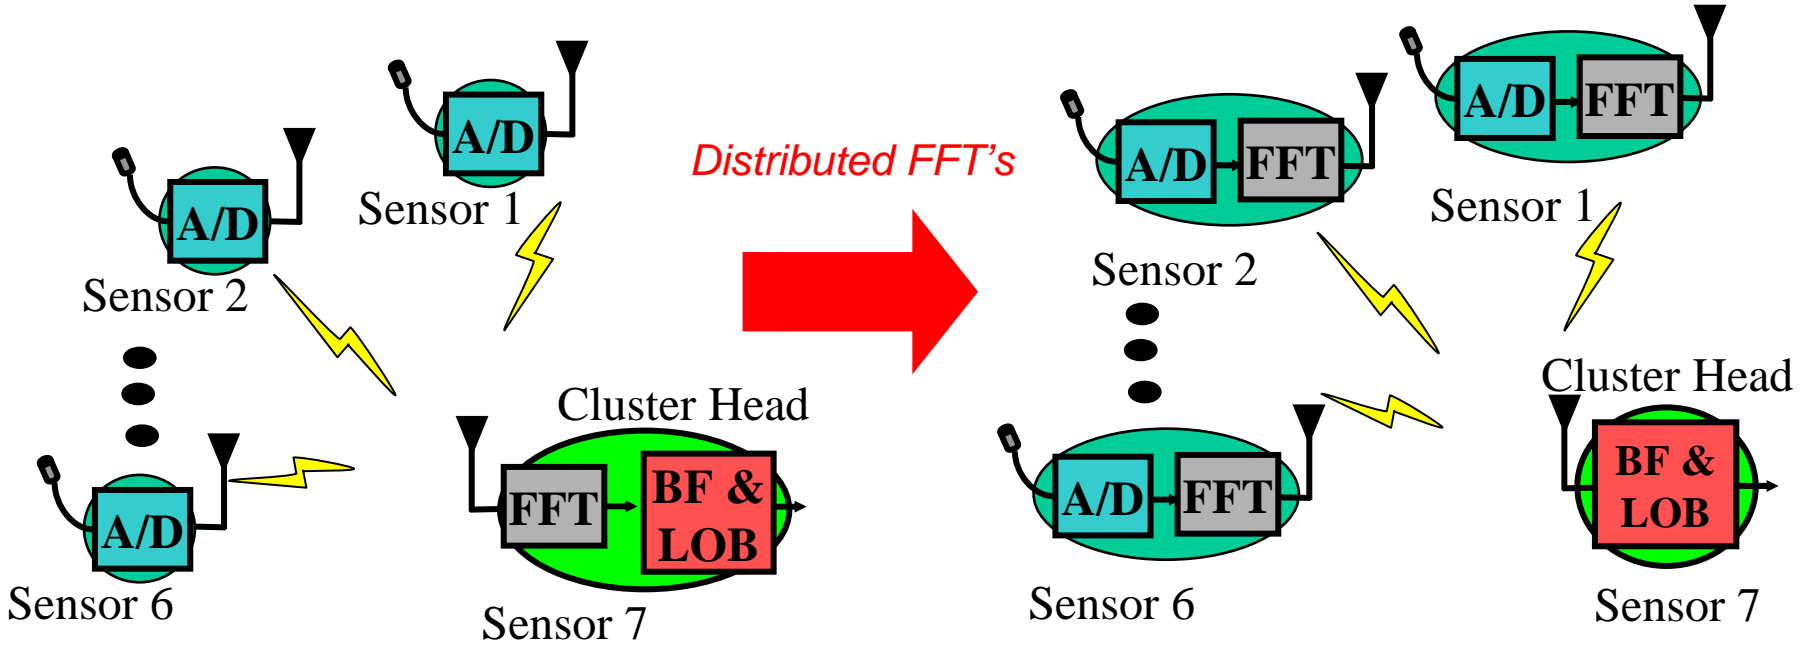 A/D
Sensor 1
A/D
Sensor 2
A/D
Sensor 6
Cluster Head
FFT
BF &
LOB
Sensor 7
Distributed FFT's
A/D
FFT
Sensor 1
A/D
FFT
Sensor 2
A/D
FFT
Sensor 6
Cluster Head
BF &
LOB
Sensor 7